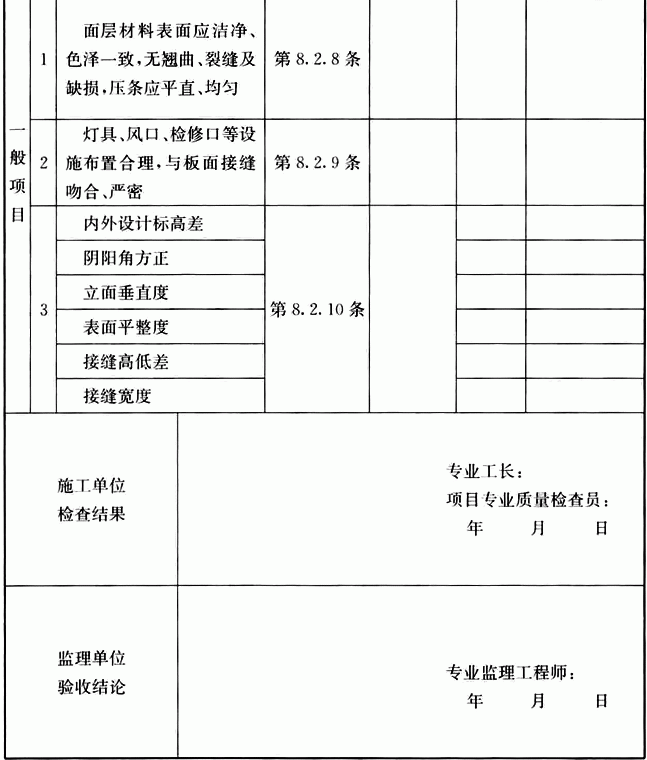 一般项目
1
面层材料表面应洁净、
色泽一致,无翘曲、裂缝及
缺损,压条应平直、均匀
第 8.2.8 条
2
灯具、风口、检修口等设
施布置合理,与板面接缝
吻合、严密
第 8.2.9 条
3
内外设计标高差
阴阳角方正
立面垂直度
表面平整度
接缝高低差
接缝宽度
第 8.2.10 条
施工单位
检查结果
专业工长:
项目专业质量检查员:
年 月 日
监理单位
验收结论
专业监理工程师:
年 月 日